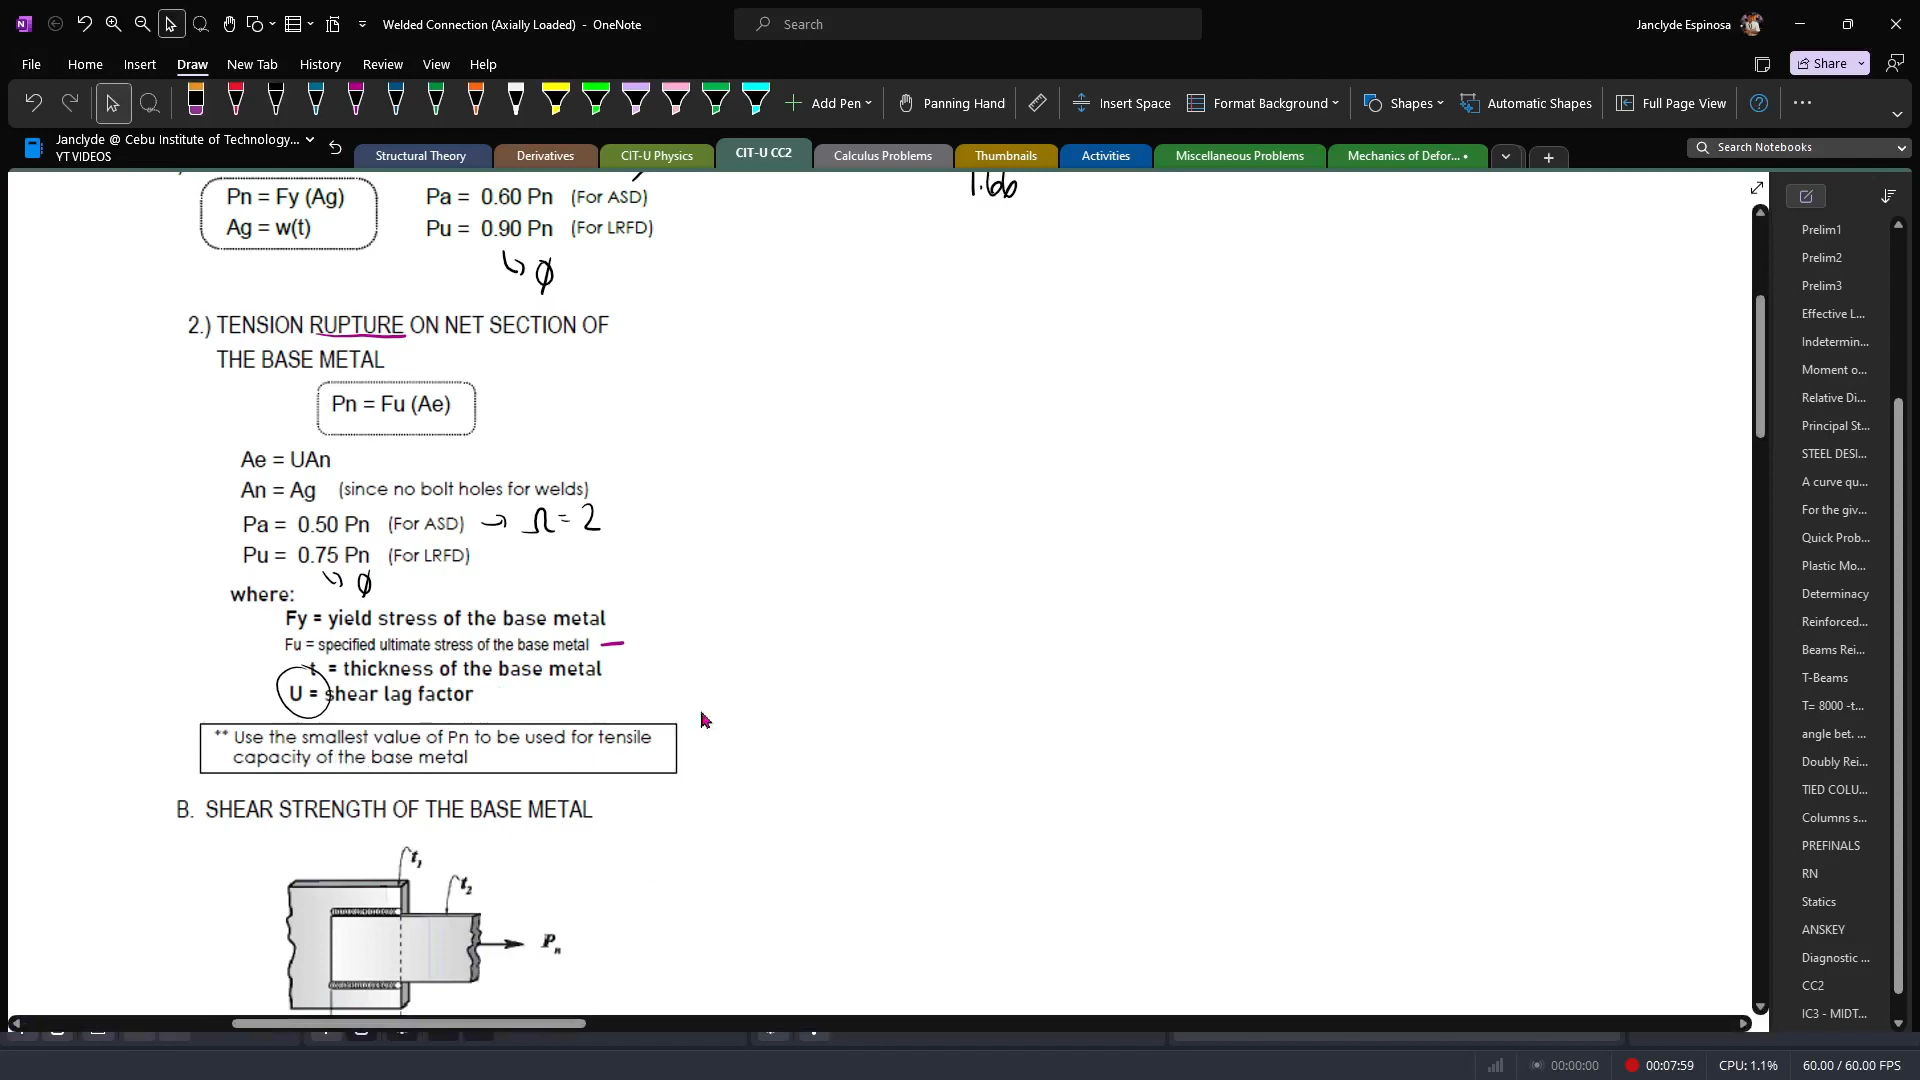 Welded Connection (Axially Loaded) - OneNote
Search
Janclyde Espinosa
File Home Insert Draw New Tab History Review View Help
Share
Add Pen
Panning Hand
Insert Space
Format Background
Shapes
Automatic Shapes
Full Page View
Janclyde @ Cebu Institute of Technology...
YT VIDEOS
Structural Theory
Derivatives
CIT-U Physics
CIT-U CC2
Calculus Problems
Thumbnails
Activities
Miscellaneous Problems
Mechanics of Defor... •
Search Notebooks
Pn = Fy (Ag)
Ag = w(t)
Pa = 0.60 Pn (For ASD)
Pu = 0.90 Pn (For LRFD)
1.66
ϕ
2.) TENSION RUPTURE ON NET SECTION OF
THE BASE METAL
Pn = Fu (Ae)
Ae = UAn
An = Ag (since no bolt holes for welds)
Pa = 0.50 Pn (For ASD) → Ω = 2
Pu = 0.75 Pn (For LRFD)
ϕ
where:
Fy = yield stress of the base metal
Fu = specified ultimate stress of the base metal
t = thickness of the base metal
U = shear lag factor
** Use the smallest value of Pn to be used for tensile
capacity of the base metal
B. SHEAR STRENGTH OF THE BASE METAL
t1
t2
Pn
Prelim1
Prelim2
Prelim3
Effective L...
Indetermin...
Moment o...
Relative Di...
Principal St...
STEEL DESI...
A curve qu...
For the giv...
Quick Prob...
Plastic Mo...
Determinacy
Reinforced...
Beams Rei...
T-Beams
T= 8000 -t...
angle bet. ...
Doubly Rei...
TIED COLU...
Columns s...
PREFINALS
RN
Statics
ANSKEY
Diagnostic ...
CC2
IC3 - MIDT...
00:00:00
00:07:59
CPU: 1.1%
60.00 / 60.00 FPS